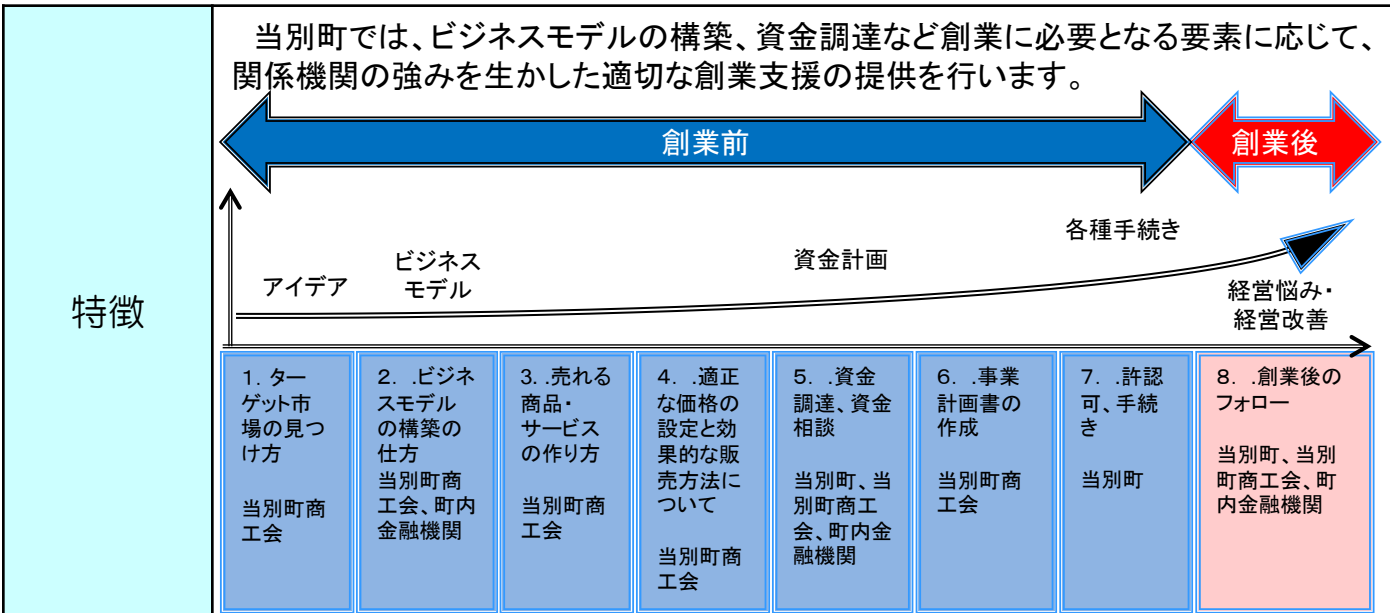 特徴
当別町では、ビジネスモデルの構築、資金調達など創業に必要となる要素に応じて、
関係機関の強みを生かした適切な創業支援の提供を行います。
創業前
創業後
アイデア
ビジネス
モデル
資金計画
各種手続き
経営悩み・
経営改善
1．ター
ゲット市
場の見つ
け方
当別町商
工会
2．.ビジネ
スモデル
の構築の
仕方
当別町商
工会、町内
金融機関
3．.売れる
商品・
サービス
の作り方
当別町商
工会
4．.適正
な価格の
設定と効
果的な販
売方法に
ついて
当別町商
工会
5．.資金
調達、資金
相談
当別町、当
別町商工
会、町内金
融機関
6．.事業
計画書の
作成
当別町商
工会
7．.許認
可、手続
き
当別町
8．.創業後の
フォロー
当別町、当別
町商工会、町
内金融機関